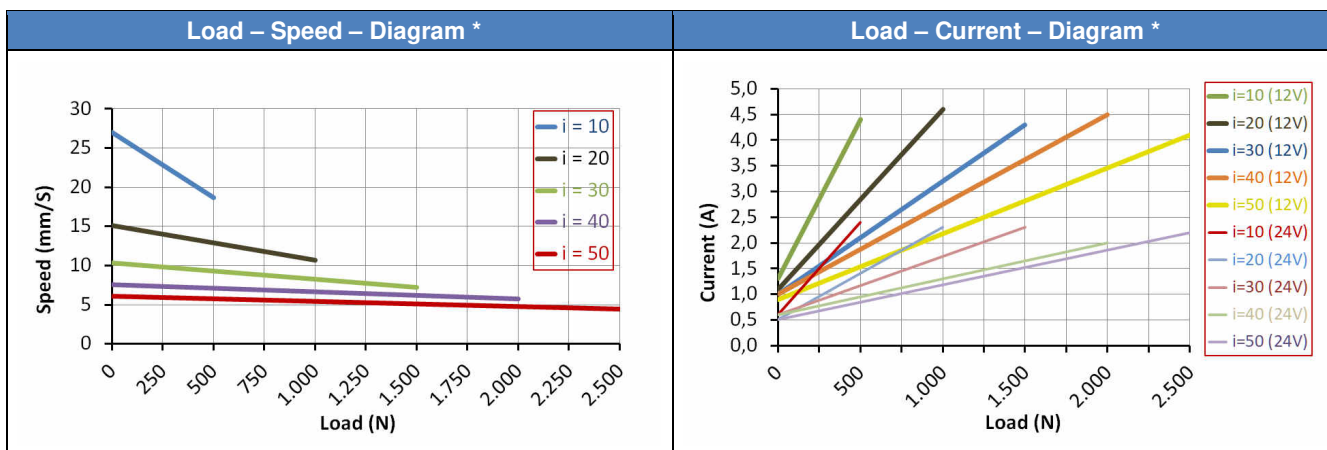 Load – Speed – Diagram *
Load – Current – Diagram *
30
25
20
15
10
5
0
Speed (mm/S)
i = 10
i = 20
i = 30
i = 40
i = 50
0
250
500
750
1.000
1.250
1.500
1.750
2.000
2.250
2.500
Load (N)
5,0
4,5
4,0
3,5
3,0
2,5
2,0
1,5
1,0
0,5
0,0
Current (A)
i=10 (12V)
i=20 (12V)
i=30 (12V)
i=40 (12V)
i=50 (12V)
i=10 (24V)
i=20 (24V)
i=30 (24V)
i=40 (24V)
i=50 (24V)
0
500
1.000
1.500
2.000
2.500
Load (N)